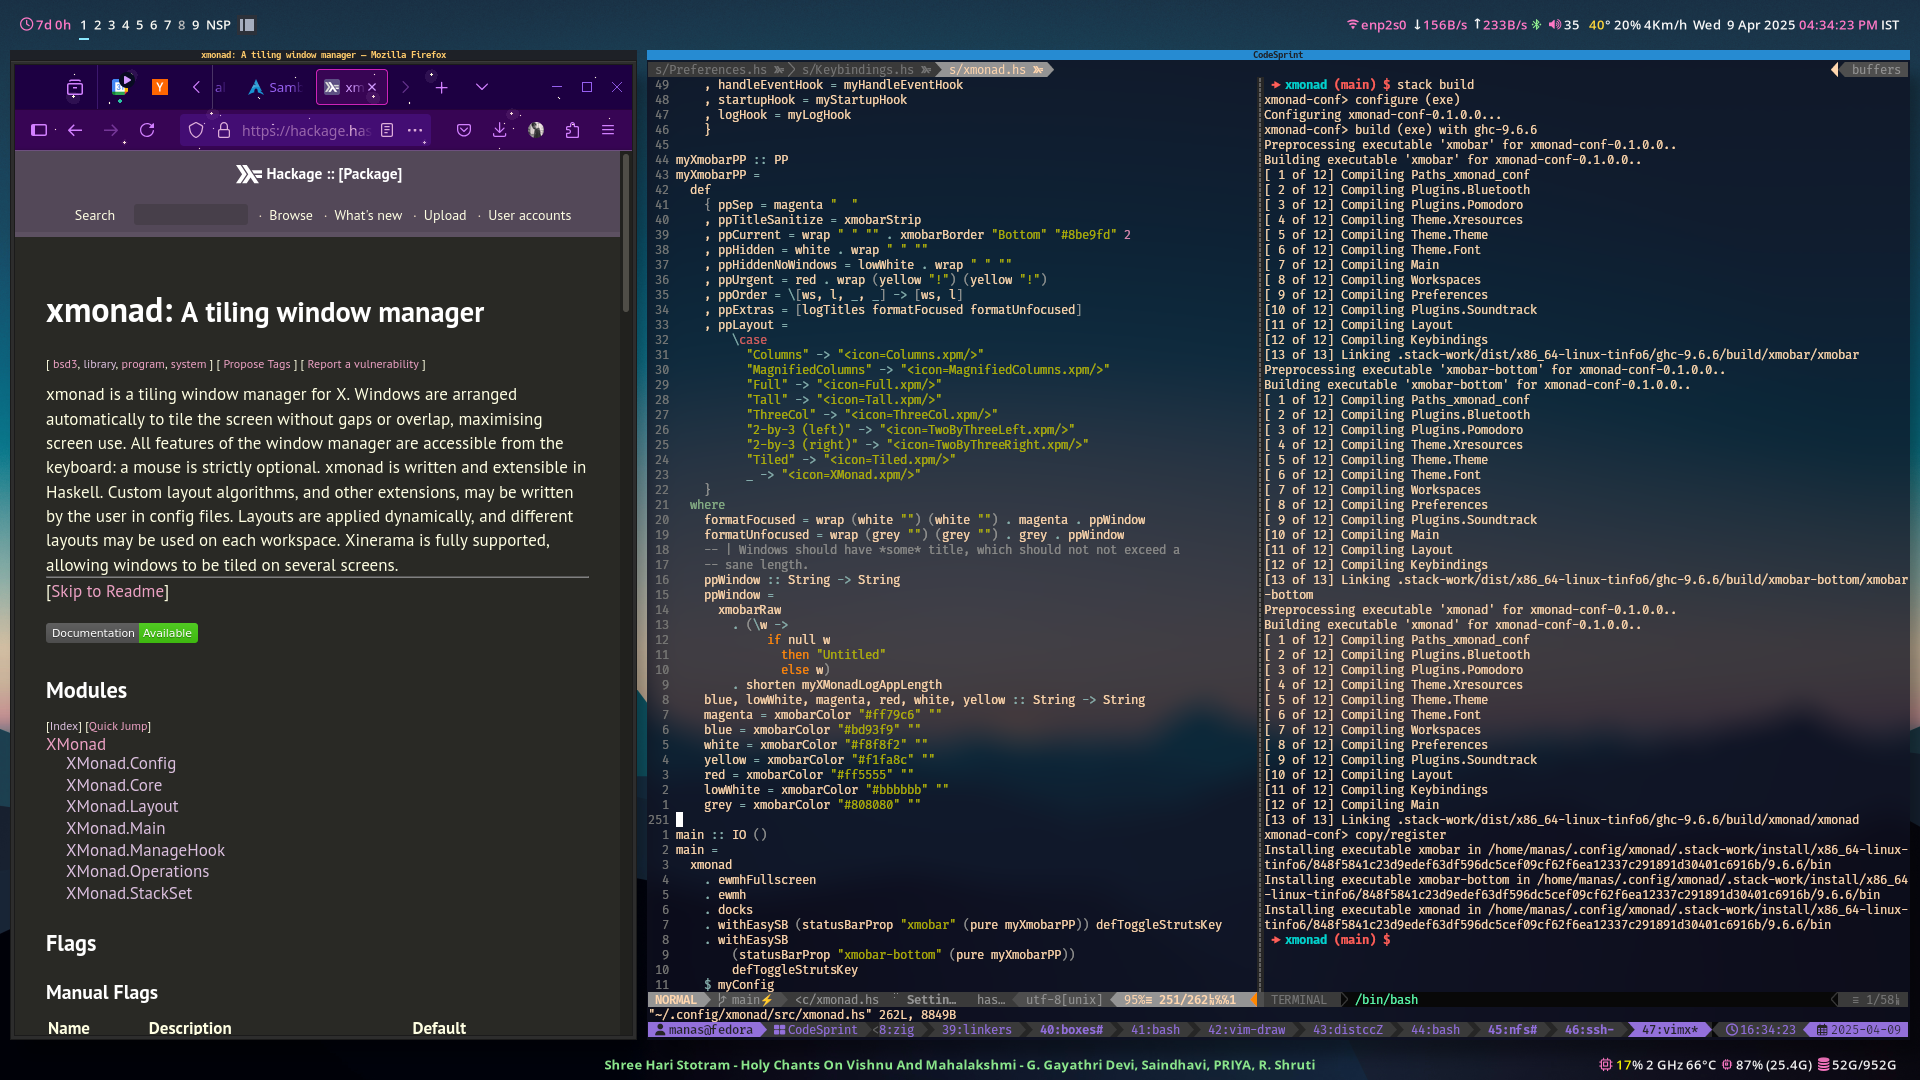 7d 0h 1 2 3 4 5 6 7 8 9 NSP
enp2s0 ↓156B/s ↑233B/s 35 40° 20% 4Km/h Wed 9 Apr 2025 04:34:23 PM IST
xmonad: A tiling window manager — Mozilla Firefox
https://hackage.has
Hackage :: [Package]
Search · Browse · What's new · Upload · User accounts
xmonad: A tiling window manager
[ bsd3, library, program, system ] [ Propose Tags ] [ Report a vulnerability ]
xmonad is a tiling window manager for X. Windows are arranged
automatically to tile the screen without gaps or overlap, maximising
screen use. All features of the window manager are accessible from the
keyboard: a mouse is strictly optional. xmonad is written and extensible in
Haskell. Custom layout algorithms, and other extensions, may be written
by the user in config files. Layouts are applied dynamically, and different
layouts may be used on each workspace. Xinerama is fully supported,
allowing windows to be tiled on several screens.
[Skip to Readme]
Documentation Available
Modules
[Index] [Quick Jump]
XMonad
XMonad.Config
XMonad.Core
XMonad.Layout
XMonad.Main
XMonad.ManageHook
XMonad.Operations
XMonad.StackSet
Flags
Manual Flags
Name Description Default
CodeSprint
s/Preferences.hs s/Keybindings.hs s/xmonad.hs buffers
49 , handleEventHook = myHandleEventHook
48 , startupHook = myStartupHook
47 , logHook = myLogHook
46 }
45
44 myXmobarPP :: PP
43 myXmobarPP =
42 def
41 { ppSep = magenta "  "
40 , ppTitleSanitize = xmobarStrip
39 , ppCurrent = wrap " " "" . xmobarBorder "Bottom" "#8be9fd" 2
38 , ppHidden = white . wrap " " ""
37 , ppHiddenNoWindows = lowWhite . wrap " " ""
36 , ppUrgent = red . wrap (yellow "!") (yellow "!")
35 , ppOrder = \[ws, l, _, _] -> [ws, l]
34 , ppExtras = [logTitles formatFocused formatUnfocused]
33 , ppLayout =
32 \case
31 "Columns" -> "<icon=Columns.xpm/>"
30 "MagnifiedColumns" -> "<icon=MagnifiedColumns.xpm/>"
29 "Full" -> "<icon=Full.xpm/>"
28 "Tall" -> "<icon=Tall.xpm/>"
27 "ThreeCol" -> "<icon=ThreeCol.xpm/>"
26 "2-by-3 (left)" -> "<icon=TwoByThreeLeft.xpm/>"
25 "2-by-3 (right)" -> "<icon=TwoByThreeRight.xpm/>"
24 "Tiled" -> "<icon=Tiled.xpm/>"
23 _ -> "<icon=XMonad.xpm/>"
22 }
21 where
20 formatFocused = wrap (white "") (white "") . magenta . ppWindow
19 formatUnfocused = wrap (grey "") (grey "") . grey . ppWindow
18 -- | Windows should have *some* title, which should not not exceed a
17 -- sane length.
16 ppWindow :: String -> String
15 ppWindow =
14 xmobarRaw
13 . (\w ->
12 if null w
11 then "Untitled"
10 else w)
9 . shorten myXMonadLogAppLength
8 blue, lowWhite, magenta, red, white, yellow :: String -> String
7 magenta = xmobarColor "#ff79c6" ""
6 blue = xmobarColor "#bd93f9" ""
5 white = xmobarColor "#f8f8f2" ""
4 yellow = xmobarColor "#f1fa8c" ""
3 red = xmobarColor "#ff5555" ""
2 lowWhite = xmobarColor "#bbbbbb" ""
1 grey = xmobarColor "#808080" ""
251
1 main :: IO ()
2 main =
3 xmonad
4 . ewmhFullscreen
5 . ewmh
6 . docks
7 . withEasySB (statusBarProp "xmobar" (pure myXmobarPP)) defToggleStrutsKey
8 . withEasySB
9 (statusBarProp "xmobar-bottom" (pure myXmobarPP))
10 defToggleStrutsKey
11 $ myConfig
NORMAL main⚡ <c/xmonad.hs Settin… has… utf-8[unix] 95%≡ 251/262
"~/.config/xmonad/src/xmonad.hs" 262L, 8849B
xmonad (main) $ stack build
xmonad-conf> configure (exe)
Configuring xmonad-conf-0.1.0.0...
xmonad-conf> build (exe) with ghc-9.6.6
Preprocessing executable 'xmobar' for xmonad-conf-0.1.0.0..
Building executable 'xmobar' for xmonad-conf-0.1.0.0..
[ 1 of 12] Compiling Paths_xmonad_conf
[ 2 of 12] Compiling Plugins.Bluetooth
[ 3 of 12] Compiling Plugins.Pomodoro
[ 4 of 12] Compiling Theme.Xresources
[ 5 of 12] Compiling Theme.Theme
[ 6 of 12] Compiling Theme.Font
[ 7 of 12] Compiling Main
[ 8 of 12] Compiling Workspaces
[ 9 of 12] Compiling Preferences
[10 of 12] Compiling Plugins.Soundtrack
[11 of 12] Compiling Layout
[12 of 12] Compiling Keybindings
[13 of 13] Linking .stack-work/dist/x86_64-linux-tinfo6/ghc-9.6.6/build/xmobar/xmobar
Preprocessing executable 'xmobar-bottom' for xmonad-conf-0.1.0.0..
Building executable 'xmobar-bottom' for xmonad-conf-0.1.0.0..
[ 1 of 12] Compiling Paths_xmonad_conf
[ 2 of 12] Compiling Plugins.Bluetooth
[ 3 of 12] Compiling Plugins.Pomodoro
[ 4 of 12] Compiling Theme.Xresources
[ 5 of 12] Compiling Theme.Theme
[ 6 of 12] Compiling Theme.Font
[ 7 of 12] Compiling Workspaces
[ 8 of 12] Compiling Preferences
[ 9 of 12] Compiling Plugins.Soundtrack
[10 of 12] Compiling Main
[11 of 12] Compiling Layout
[12 of 12] Compiling Keybindings
[13 of 13] Linking .stack-work/dist/x86_64-linux-tinfo6/ghc-9.6.6/build/xmobar-bottom/xmobar
-bottom
Preprocessing executable 'xmonad' for xmonad-conf-0.1.0.0..
Building executable 'xmonad' for xmonad-conf-0.1.0.0..
[ 1 of 12] Compiling Paths_xmonad_conf
[ 2 of 12] Compiling Plugins.Bluetooth
[ 3 of 12] Compiling Plugins.Pomodoro
[ 4 of 12] Compiling Theme.Xresources
[ 5 of 12] Compiling Theme.Theme
[ 6 of 12] Compiling Theme.Font
[ 7 of 12] Compiling Workspaces
[ 8 of 12] Compiling Preferences
[ 9 of 12] Compiling Plugins.Soundtrack
[10 of 12] Compiling Layout
[11 of 12] Compiling Keybindings
[12 of 12] Compiling Main
[13 of 13] Linking .stack-work/dist/x86_64-linux-tinfo6/ghc-9.6.6/build/xmonad/xmonad
xmonad-conf> copy/register
Installing executable xmobar in /home/manas/.config/xmonad/.stack-work/install/x86_64-linux-
tinfo6/848f5841c23d9edef63df596dc5cef09cf62f6ea12337c291891d30401c6916b/9.6.6/bin
Installing executable xmobar-bottom in /home/manas/.config/xmonad/.stack-work/install/x86_64
-linux-tinfo6/848f5841c23d9edef63df596dc5cef09cf62f6ea12337c291891d30401c6916b/9.6.6/bin
Installing executable xmonad in /home/manas/.config/xmonad/.stack-work/install/x86_64-linux-
tinfo6/848f5841c23d9edef63df596dc5cef09cf62f6ea12337c291891d30401c6916b/9.6.6/bin
xmonad (main) $
TERMINAL /bin/bash ≡ 1/58
manas@fedora CodeSprint <8:zig 39:linkers 40:boxes# 41:bash 42:vim-draw 43:distccZ 44:bash 45:nfs# 46:ssh- 47:vimx* 16:34:23 2025-04-09
Shree Hari Stotram - Holy Chants On Vishnu And Mahalakshmi - G. Gayathri Devi, Saindhavi, PRIYA, R. Shruti
17% 2 GHz 66°C 87% (25.4G) 52G/952G